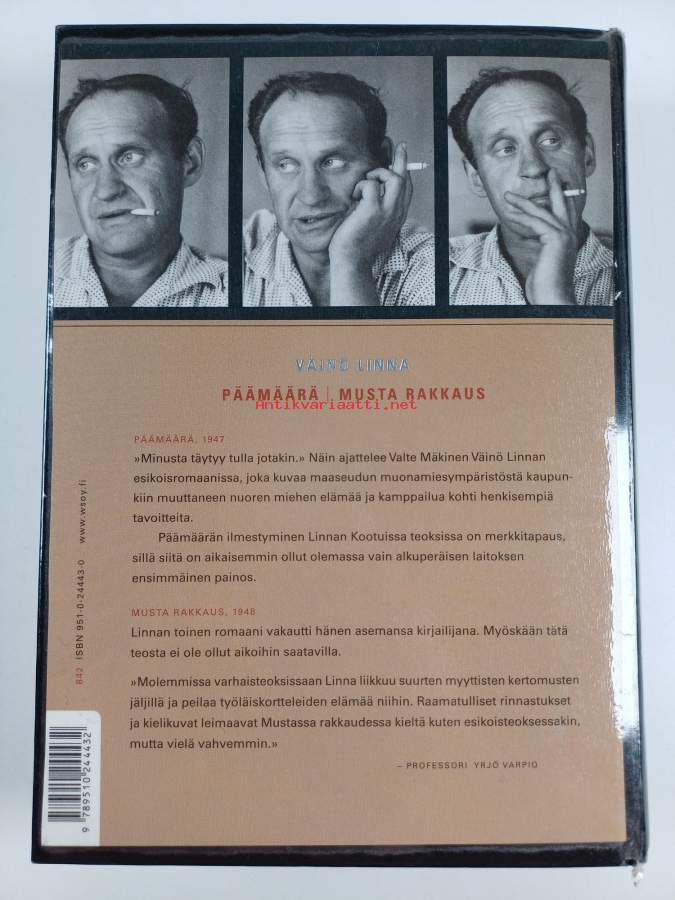 VÄINÖ LINNA
PÄÄMÄÄRÄ | MUSTA RAKKAUS
Antikvariaatti.net
PÄÄMÄÄRÄ, 1947
»Minusta täytyy tulla jotakin.» Näin ajattelee Valte Mäkinen Väinö Linnan
esikoisromaanissa, joka kuvaa maaseudun muonamiesympäristöstä kaupun-
kiin muuttaneen nuoren miehen elämää ja kamppailua kohti henkisempiä
tavoitteita.
Päämäärän ilmestyminen Linnan Kootuissa teoksissa on merkkitapaus,
sillä siitä on aikaisemmin ollut olemassa vain alkuperäisen laitoksen
ensimmäinen painos.
MUSTA RAKKAUS, 1948
Linnan toinen romaani vakautti hänen asemansa kirjailijana. Myöskään tätä
teosta ei ole ollut aikoihin saatavilla.
»Molemmissa varhaisteoksissaan Linna liikkuu suurten myyttisten kertomusten
jäljillä ja peilaa työläiskortteleiden elämää niihin. Raamatulliset rinnastukset
ja kielikuvat leimaavat Mustassa rakkaudessa kieltä kuten esikoisteoksessakin,
mutta vielä vahvemmin.»
– PROFESSORI YRJÖ VARPIO
842 ISBN 951-0-24443-0 www.wsoy.fi
9 789510 244432